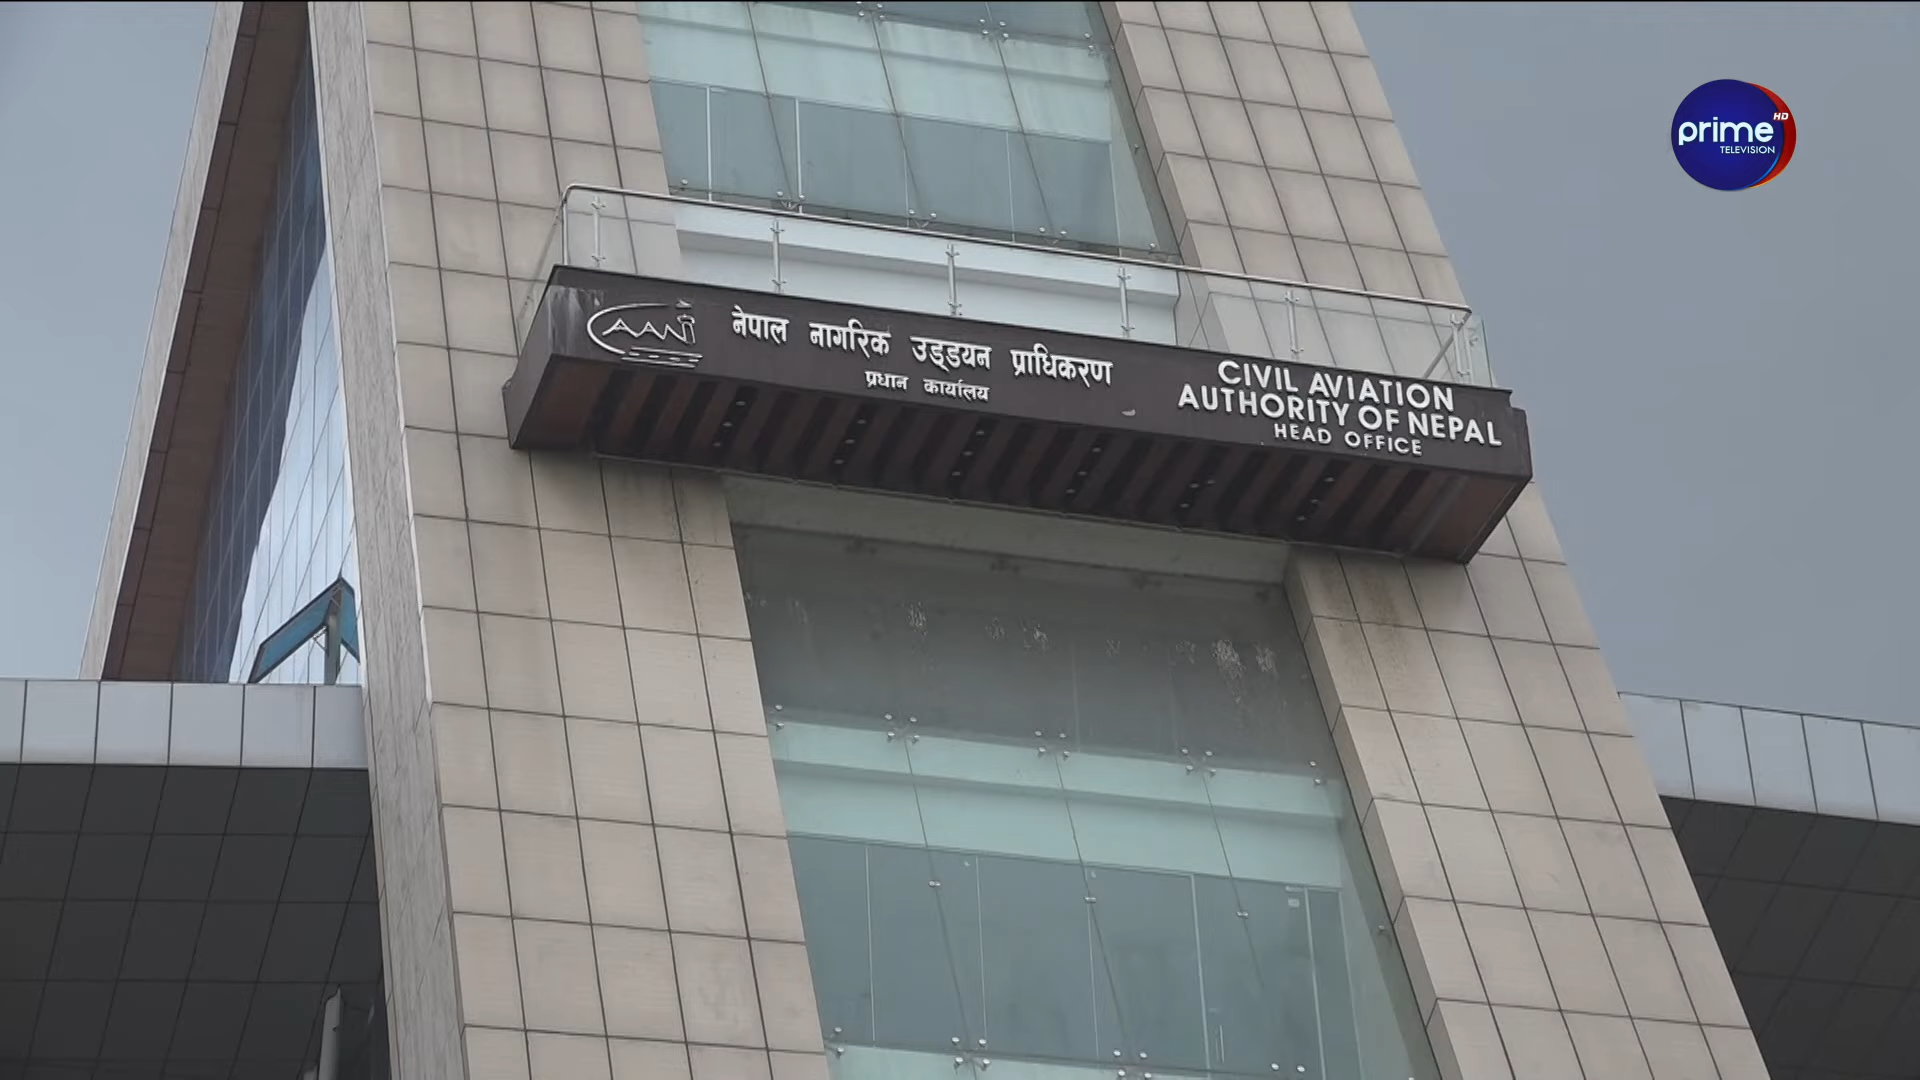 prime HD
TELEVISION
CAAN
नेपाल नागरिक उड्डयन प्राधिकरण
प्रधान कार्यालय
CIVIL AVIATION
AUTHORITY OF NEPAL
HEAD OFFICE